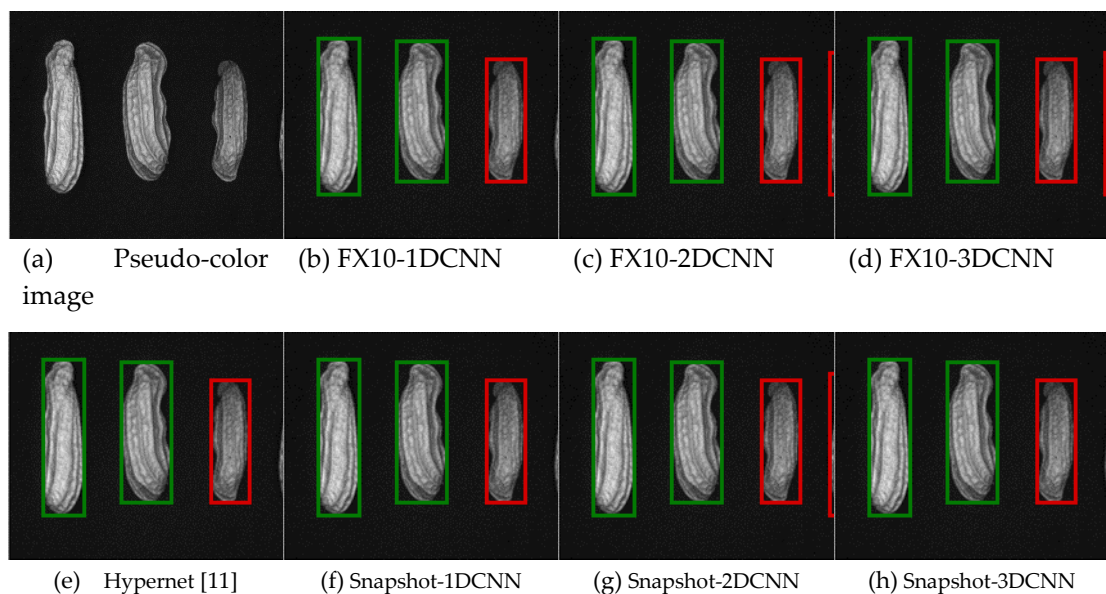 (a) Pseudo-color image
(b) FX10-1DCNN
(c) FX10-2DCNN
(d) FX10-3DCNN
(e) Hypernet [11]
(f) Snapshot-1DCNN
(g) Snapshot-2DCNN
(h) Snapshot-3DCNN